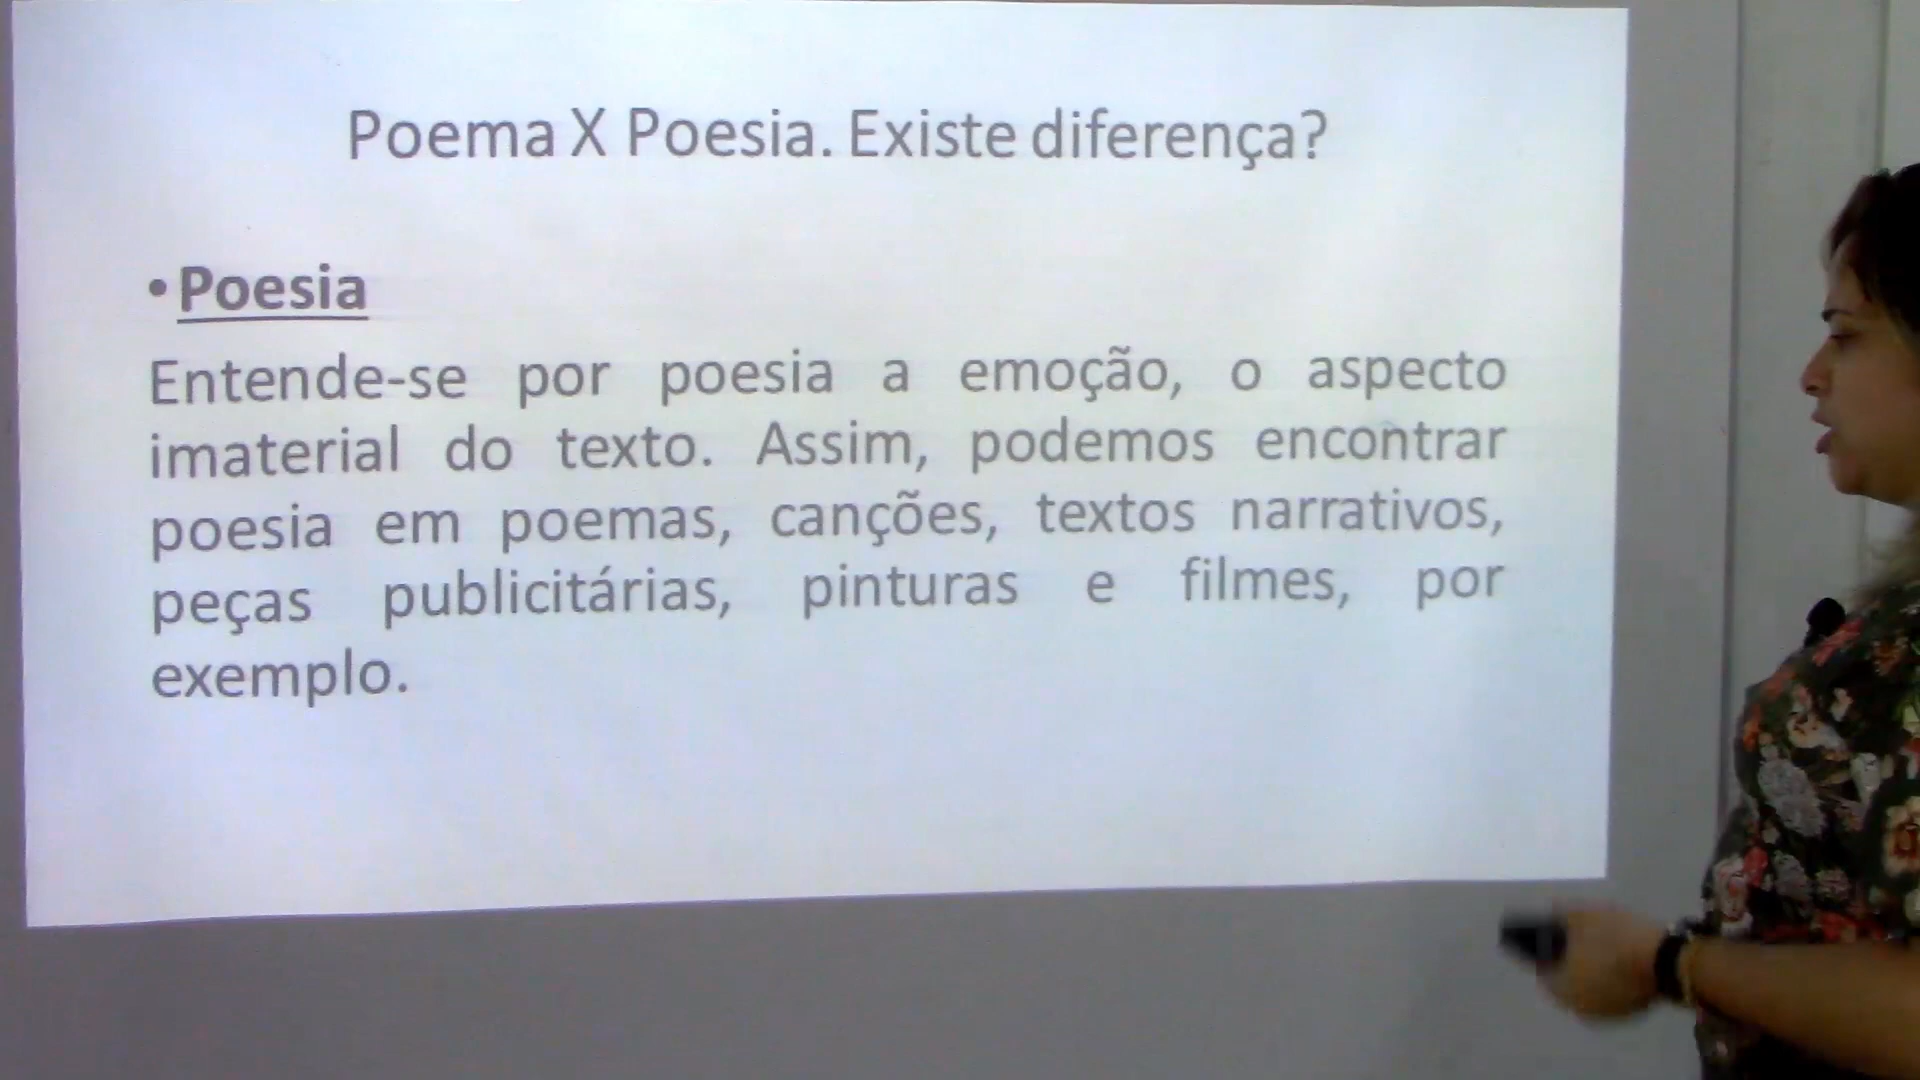 Poema X Poesia. Existe diferença?
• Poesia
Entende-se por poesia a emoção, o aspecto
imaterial do texto. Assim, podemos encontrar
poesia em poemas, canções, textos narrativos,
peças publicitárias, pinturas e filmes, por
exemplo.